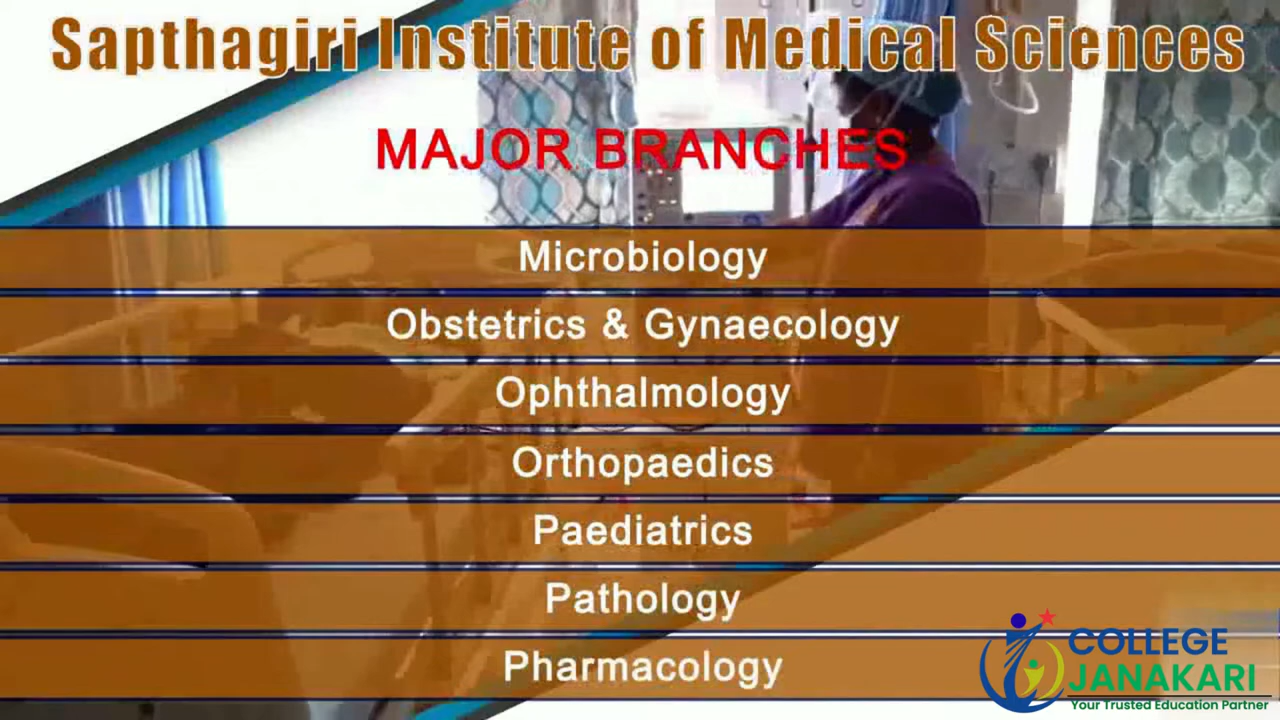 Sapthagiri Institute of Medical Sciences
MAJOR BRANCHES
Microbiology
Obstetrics & Gynaecology
Ophthalmology
Orthopaedics
Paediatrics
Pathology
Pharmacology
COLLEGE
JANAKARI
Your Trusted Education Partner